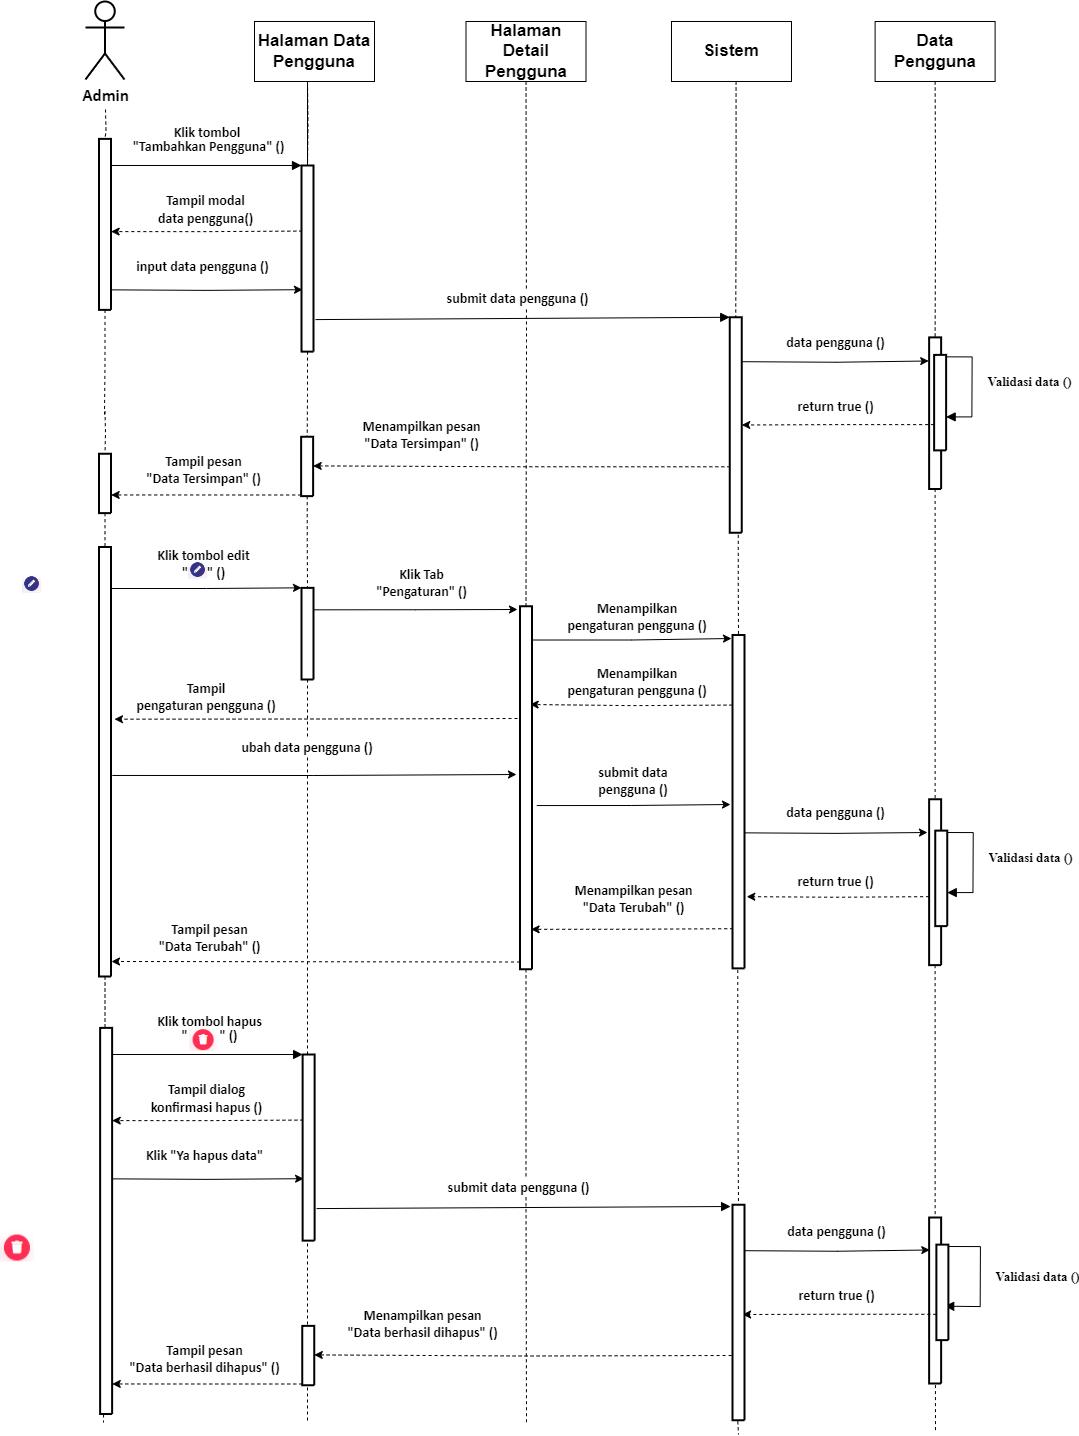 Admin
Halaman Data
Pengguna
Halaman
Detail
Pengguna
Sistem
Data
Pengguna
Klik tombol
"Tambahkan Pengguna" ()
Tampil modal
data pengguna()
input data pengguna ()
submit data pengguna ()
data pengguna ()
Validasi data ()
return true ()
Menampilkan pesan
"Data Tersimpan" ()
Tampil pesan
"Data Tersimpan" ()
Klik tombol edit
" " ()
Klik Tab
"Pengaturan" ()
Menampilkan
pengaturan pengguna ()
Menampilkan
pengaturan pengguna ()
Tampil
pengaturan pengguna ()
ubah data pengguna ()
submit data
pengguna ()
data pengguna ()
Validasi data ()
return true ()
Menampilkan pesan
"Data Terubah" ()
Tampil pesan
"Data Terubah" ()
Klik tombol hapus
" " ()
Tampil dialog
konfirmasi hapus ()
Klik "Ya hapus data"
submit data pengguna ()
data pengguna ()
Validasi data ()
return true ()
Menampilkan pesan
"Data berhasil dihapus" ()
Tampil pesan
"Data berhasil dihapus" ()